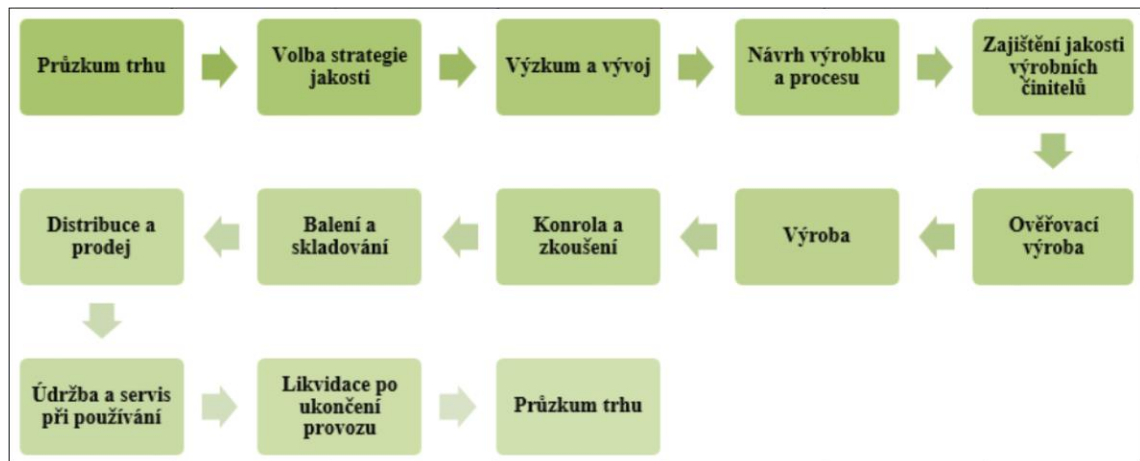 Průzkum trhu
Volba strategie
jakosti
Výzkum a vývoj
Návrh výrobku
a procesu
Zajištění jakosti
výrobních
činitelů
Ověřovací
výroba
Výroba
Konrola a
zkoušení
Balení a
skladování
Distribuce a
prodej
Údržba a servis
při používání
Likvidace po
ukončení
provozu
Průzkum trhu